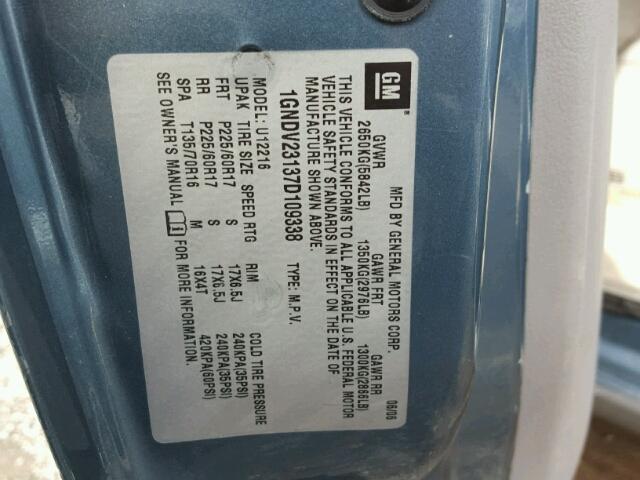 GM ®
MFD BY GENERAL MOTORS CORP. 06/06
GVWR GAWR FRT GAWR RR
2650KG(5842LB) 1350KG(2976LB) 1300KG(2866LB)
THIS VEHICLE CONFORMS TO ALL APPLICABLE U.S. FEDERAL MOTOR
VEHICLE SAFETY STANDARDS IN EFFECT ON THE DATE OF
MANUFACTURE SHOWN ABOVE.
1GNDV23137D109338 TYPE: M.P.V.
MODEL: U12216
UPAK TIRE SIZE SPEED RTG RIM COLD TIRE PRESSURE
FRT P225/60R17 S 17X6.5J 240KPA(35PSI)
RR P225/60R17 S 17X6.5J 240KPA(35PSI)
SPA T135/70R16 M 16X4T 420KPA(60PSI)
SEE OWNER'S MANUAL FOR MORE INFORMATION.